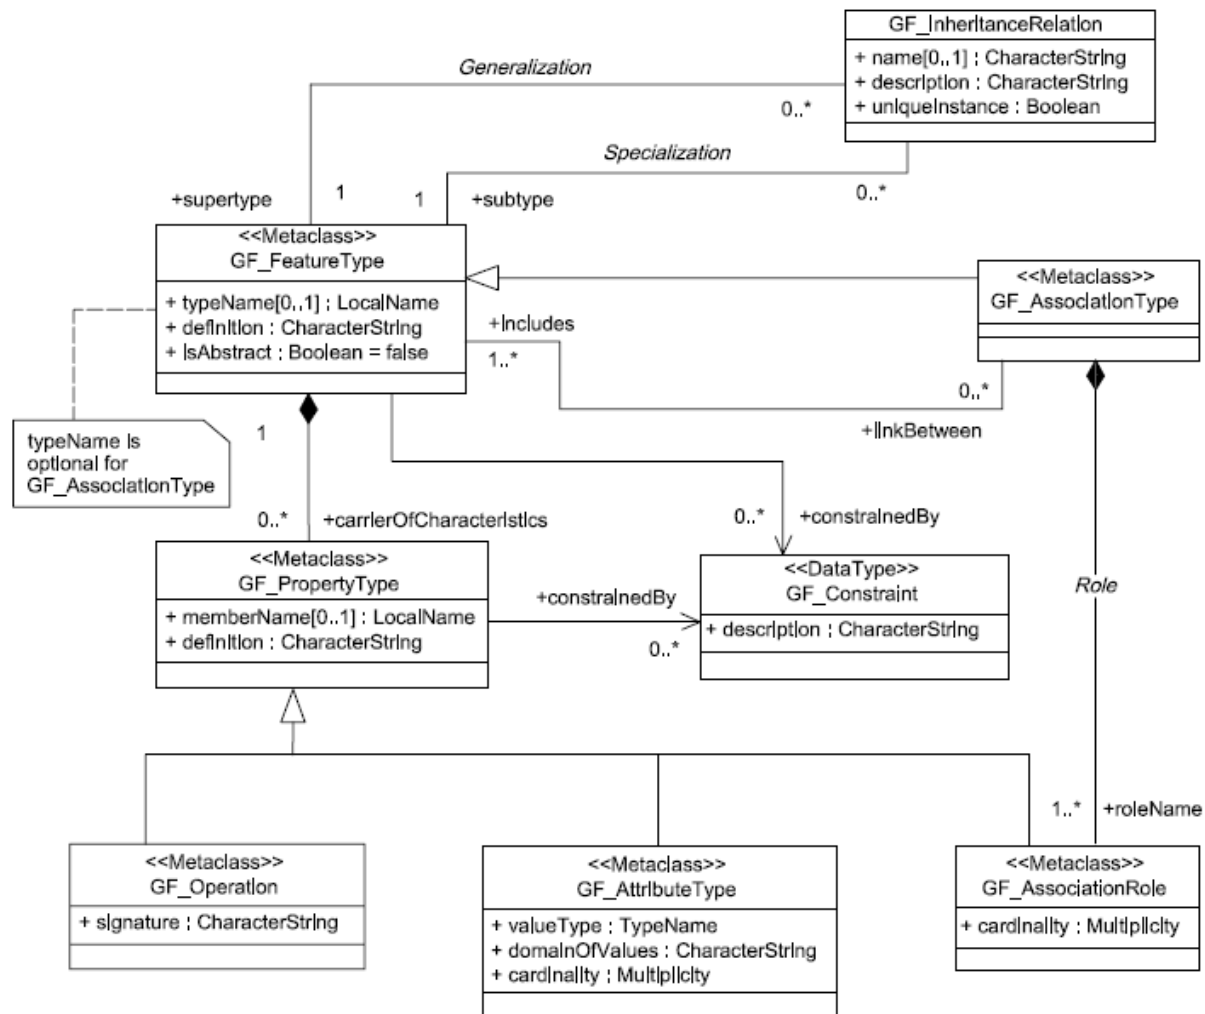 GF_InheritanceRelation
+ name[0..1] : CharacterString
+ description : CharacterString
+ uniqueInstance : Boolean
Generalization
0..*
Specialization
0..*
+supertype
1
1
+subtype
<<Metaclass>>
GF_FeatureType
+ typeName[0..1] : LocalName
+ definition : CharacterString
+ isAbstract : Boolean = false
<<Metaclass>>
GF_AssociationType
+includes
1..*
0..*
+linkBetween
typeName is
optional for
GF_AssociationType
1
0..*
+carrierOfCharacteristics
0..*
+constrainedBy
<<Metaclass>>
GF_PropertyType
+ memberName[0..1] : LocalName
+ definition : CharacterString
+constrainedBy
0..*
<<DataType>>
GF_Constraint
+ description : CharacterString
Role
1..*
+roleName
<<Metaclass>>
GF_Operation
+ signature : CharacterString
<<Metaclass>>
GF_AttributeType
+ valueType : TypeName
+ domainOfValues : CharacterString
+ cardinality : Multiplicity
<<Metaclass>>
GF_AssociationRole
+ cardinality : Multiplicity